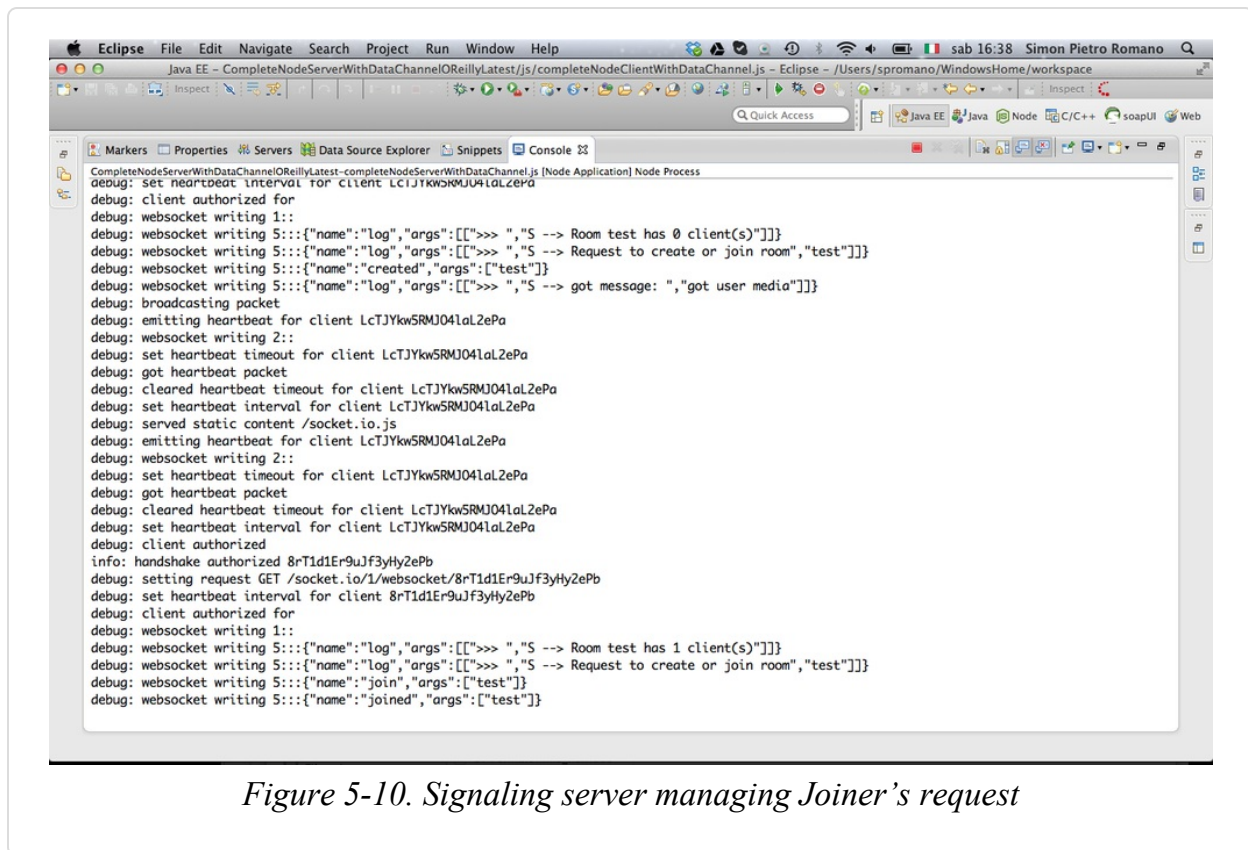 Eclipse File Edit Navigate Search Project Run Window Help sab 16:38 Simon Pietro Romano
Java EE – CompleteNodeServerWithDataChannelOReillyLatest/js/completeNodeClientWithDataChannel.js – Eclipse – /Users/spromano/WindowsHome/workspace
Inspect Inspect
Quick Access Java EE Java Node C/C++ soapUI Web
Markers Properties Servers Data Source Explorer Snippets Console
CompleteNodeServerWithDataChannelOReillyLatest-completeNodeServerWithDataChannel.js [Node Application] Node Process
debug: set heartbeat interval for client LcTJYkw5RMJO4laL2ePa
debug: client authorized for
debug: websocket writing 1::
debug: websocket writing 5:::{"name":"log","args":[[">>> ","S --> Room test has 0 client(s)"]]}
debug: websocket writing 5:::{"name":"log","args":[[">>> ","S --> Request to create or join room","test"]]}
debug: websocket writing 5:::{"name":"created","args":["test"]}
debug: websocket writing 5:::{"name":"log","args":[[">>> ","S --> got message: ","got user media"]]}
debug: broadcasting packet
debug: emitting heartbeat for client LcTJYkw5RMJO4laL2ePa
debug: websocket writing 2::
debug: set heartbeat timeout for client LcTJYkw5RMJO4laL2ePa
debug: got heartbeat packet
debug: cleared heartbeat timeout for client LcTJYkw5RMJO4laL2ePa
debug: set heartbeat interval for client LcTJYkw5RMJO4laL2ePa
debug: served static content /socket.io.js
debug: emitting heartbeat for client LcTJYkw5RMJO4laL2ePa
debug: websocket writing 2::
debug: set heartbeat timeout for client LcTJYkw5RMJO4laL2ePa
debug: got heartbeat packet
debug: cleared heartbeat timeout for client LcTJYkw5RMJO4laL2ePa
debug: set heartbeat interval for client LcTJYkw5RMJO4laL2ePa
debug: client authorized
info: handshake authorized 8rT1d1Er9uJf3yHy2ePb
debug: setting request GET /socket.io/1/websocket/8rT1d1Er9uJf3yHy2ePb
debug: set heartbeat interval for client 8rT1d1Er9uJf3yHy2ePb
debug: client authorized for
debug: websocket writing 1::
debug: websocket writing 5:::{"name":"log","args":[[">>> ","S --> Room test has 1 client(s)"]]}
debug: websocket writing 5:::{"name":"log","args":[[">>> ","S --> Request to create or join room","test"]]}
debug: websocket writing 5:::{"name":"join","args":["test"]}
debug: websocket writing 5:::{"name":"joined","args":["test"]}
Figure 5-10. Signaling server managing Joiner’s request